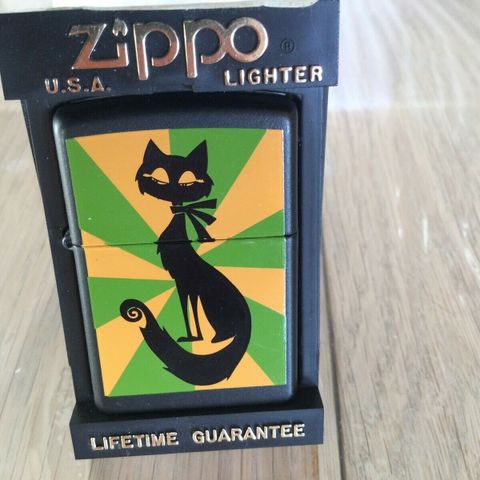 Zippo ®
U.S.A. LIGHTER
LIFETIME GUARANTEE